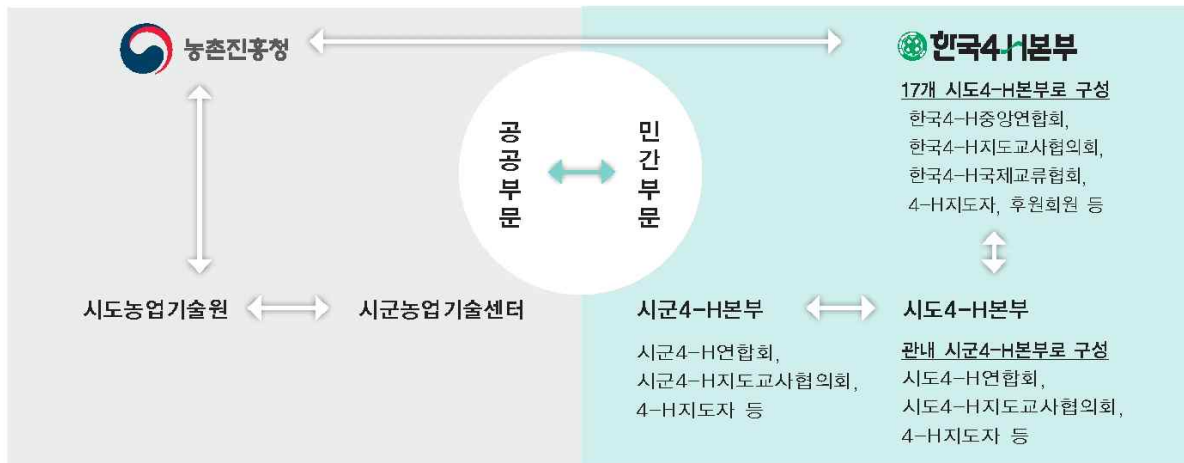 농촌진흥청
한국4-H본부
17개 시도4-H본부로 구성
한국4-H중앙연합회,
한국4-H지도교사협의회,
한국4-H국제교류협회,
4-H지도자, 후원회원 등
공공부문
민간부문
시도농업기술원
시군농업기술센터
시군4-H본부
시군4-H연합회,
시군4-H지도교사협의회,
4-H지도자 등
시도4-H본부
관내 시군4-H본부로 구성
시도4-H연합회,
시도4-H지도교사협의회,
4-H지도자 등